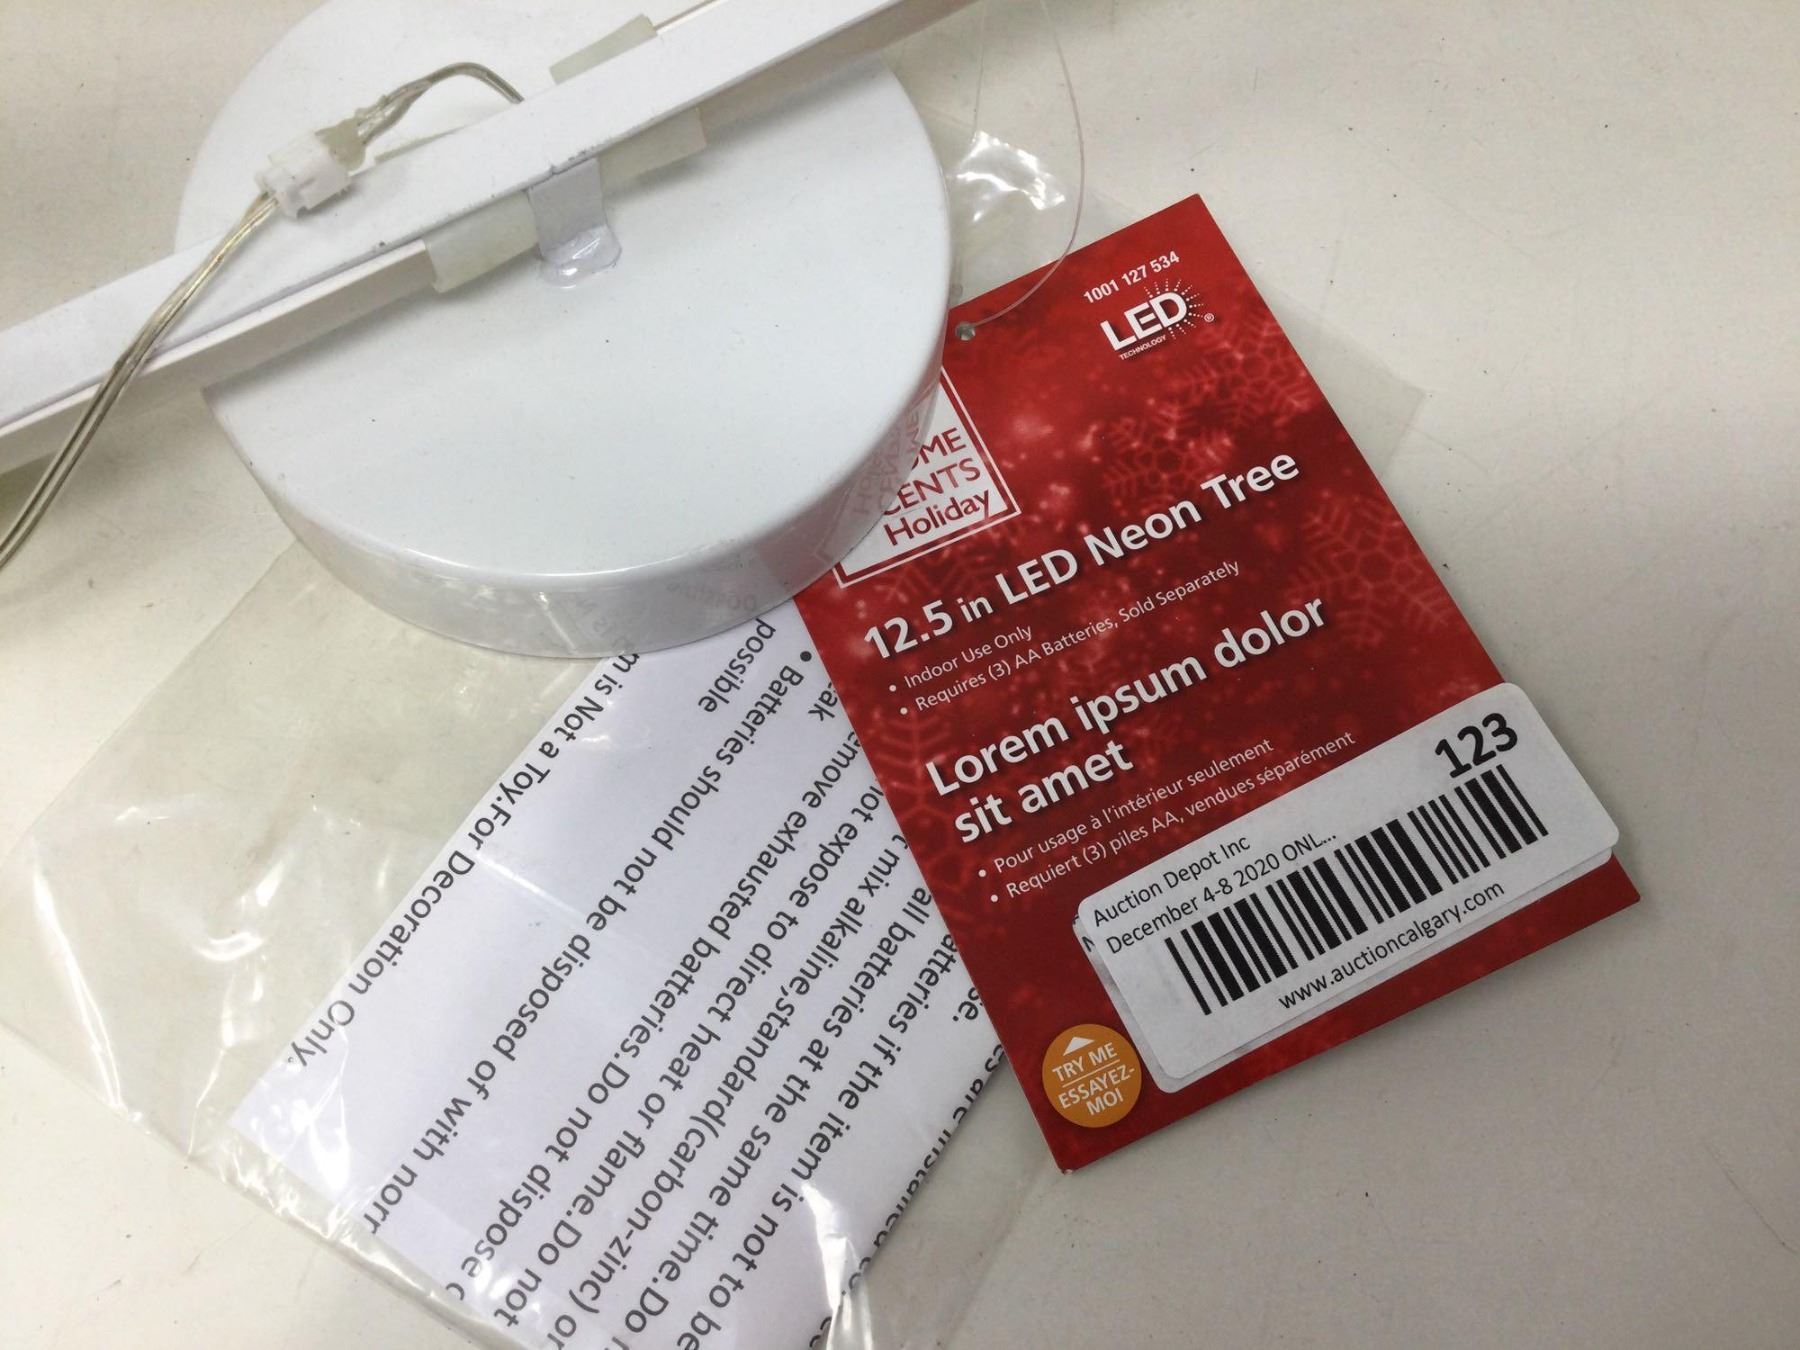 1001 127 534
LED®
TECHNOLOGY
OME
CENTS
Holiday
12.5 in LED Neon Tree
• Indoor Use Only
• Requires (3) AA Batteries, Sold Separately
Lorem ipsum dolor
sit amet
• Pour usage à l'intérieur seulement
• Requiert (3) piles AA, vendues séparément
123
Auction Depot Inc
December 4-8 2020 ONL...
www.auctioncalgary.com
TRY ME
ESSAYEZ-
MOI
is Not a Toy.For Decoration Only.
possible
• Batteries should not be disposed of with
exhausted batteries.Do not dispose
not expose to direct heat or flame.Do not
mix alkaline,standard(carbon-zinc) or
all batteries at the same time.Do
batteries if the item is not to be